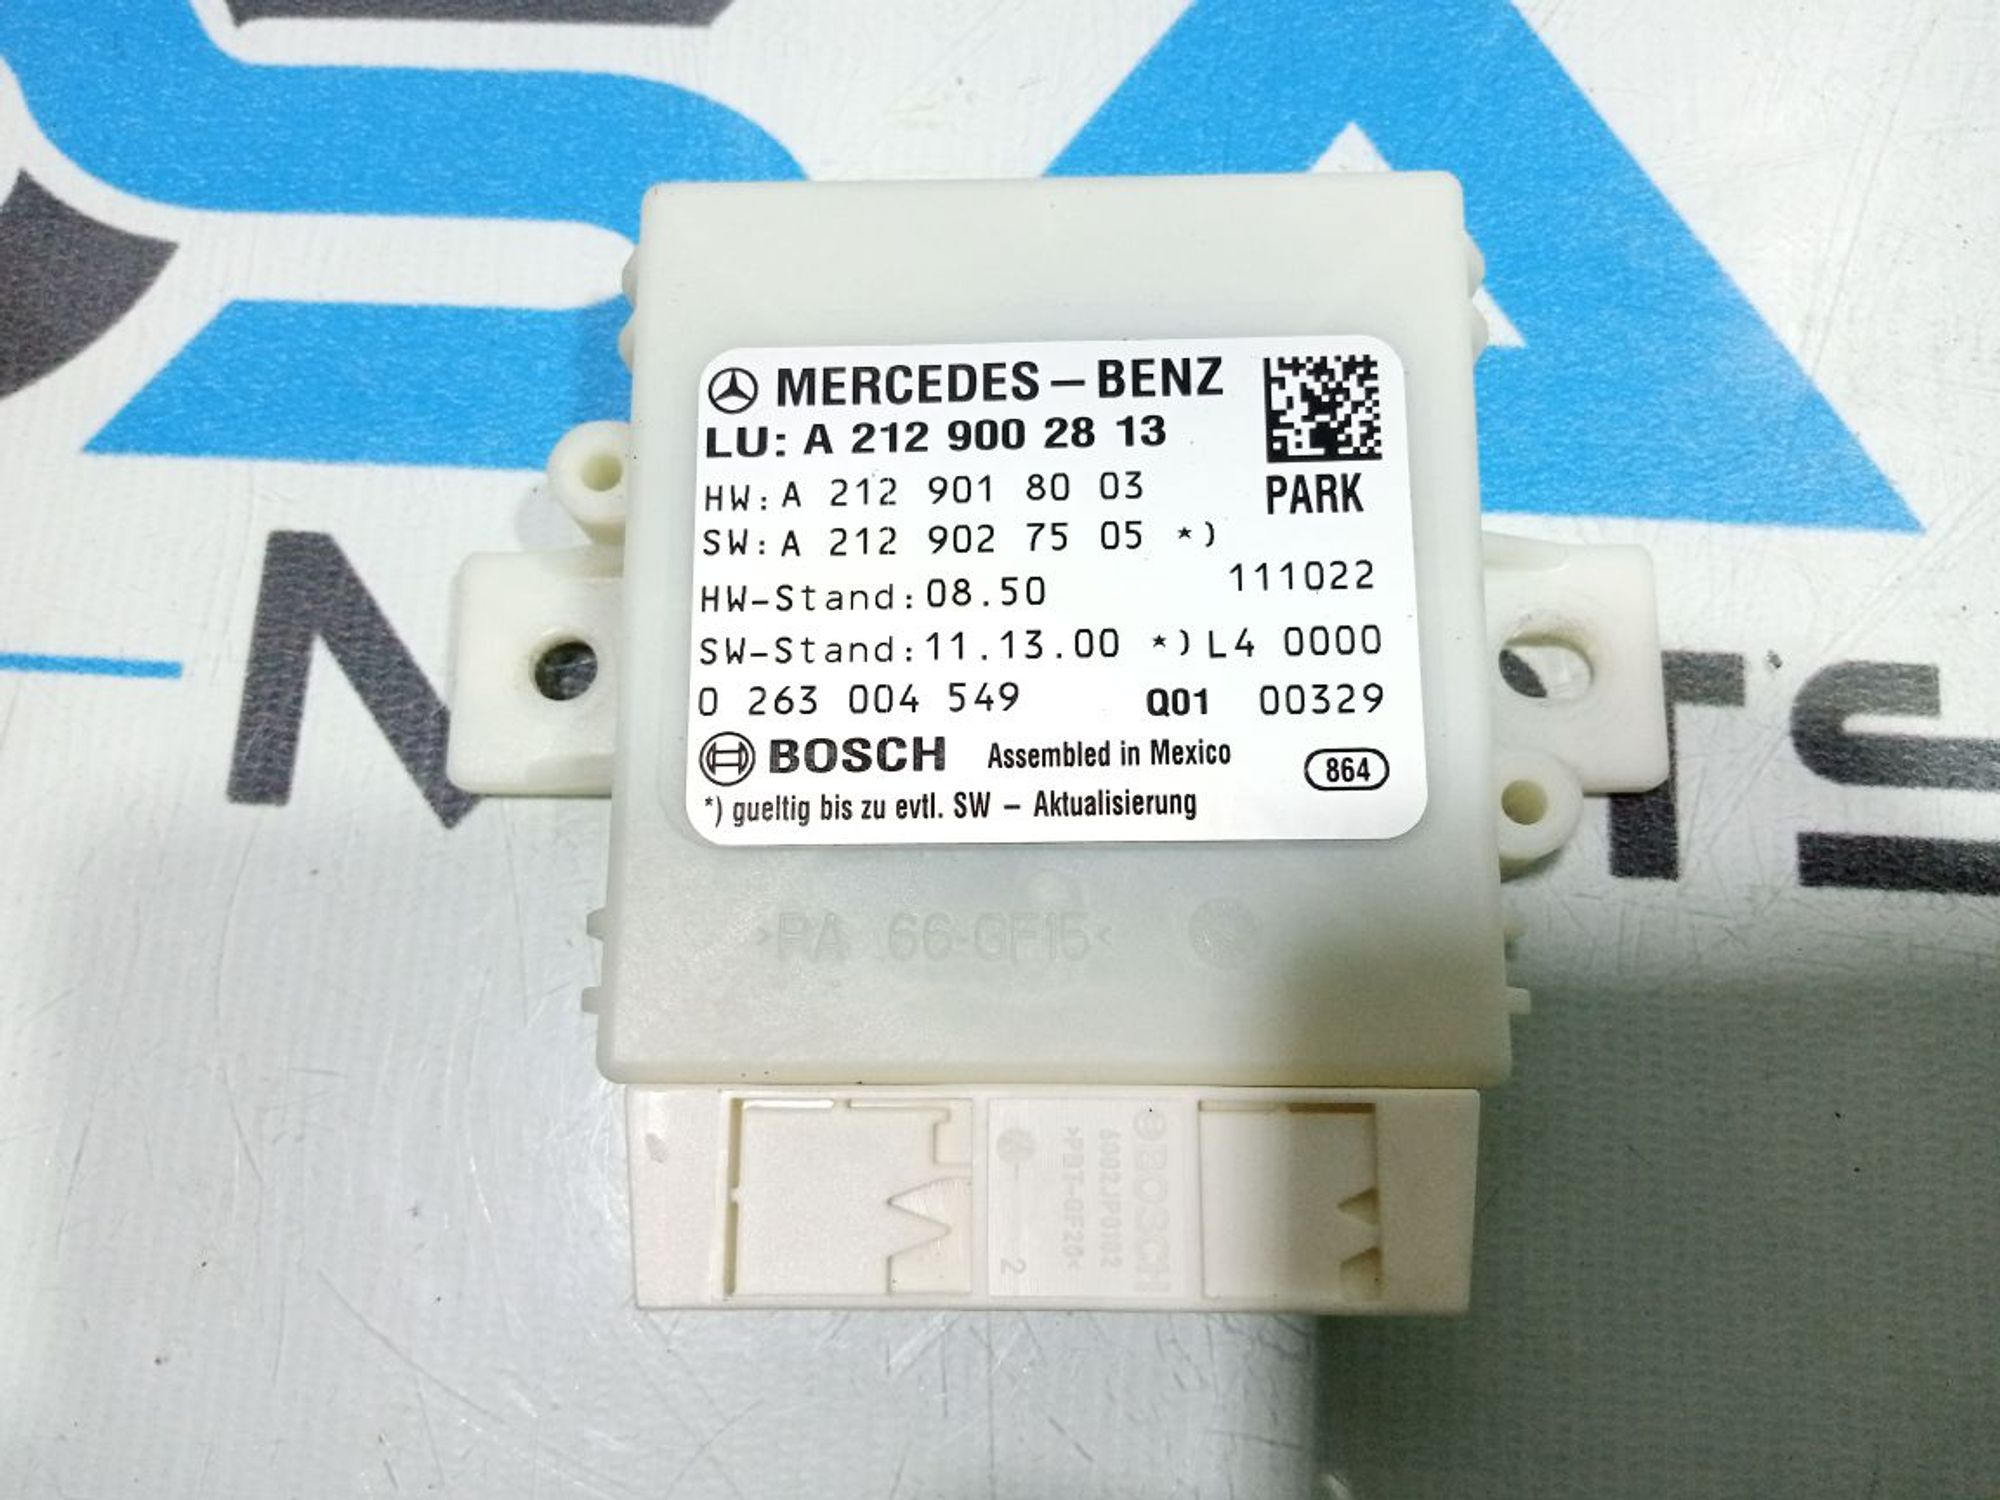 MERCEDES–BENZ
LU: A 212 900 28 13
HW: A 212 901 80 03
PARK
SW: A 212 902 75 05 *)
HW-Stand: 08.50 111022
SW-Stand: 11.13.00 *) L4 0000
0 263 004 549 Q01 00329
BOSCH Assembled in Mexico 864
*) gueltig bis zu evtl. SW – Aktualisierung
>PA 66-GF15<
BOSCH
>PBT-GF20<
2